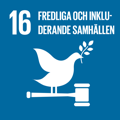 16 FREDLIGA OCH INKLU-
DERANDE SAMHÄLLEN